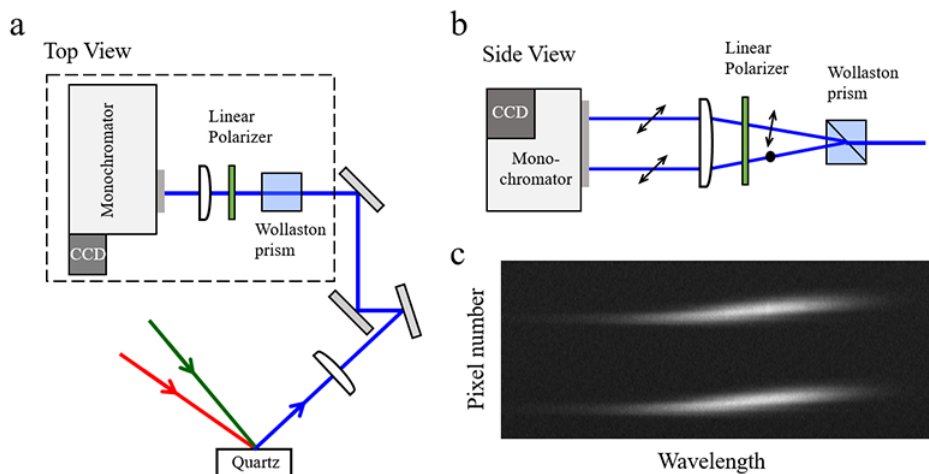 a
Top View
Monochromator
CCD
Linear
Polarizer
Wollaston
prism
Quartz
b
Side View
CCD
Mono-
chromator
Linear
Polarizer
Wollaston
prism
c
Pixel number
Wavelength